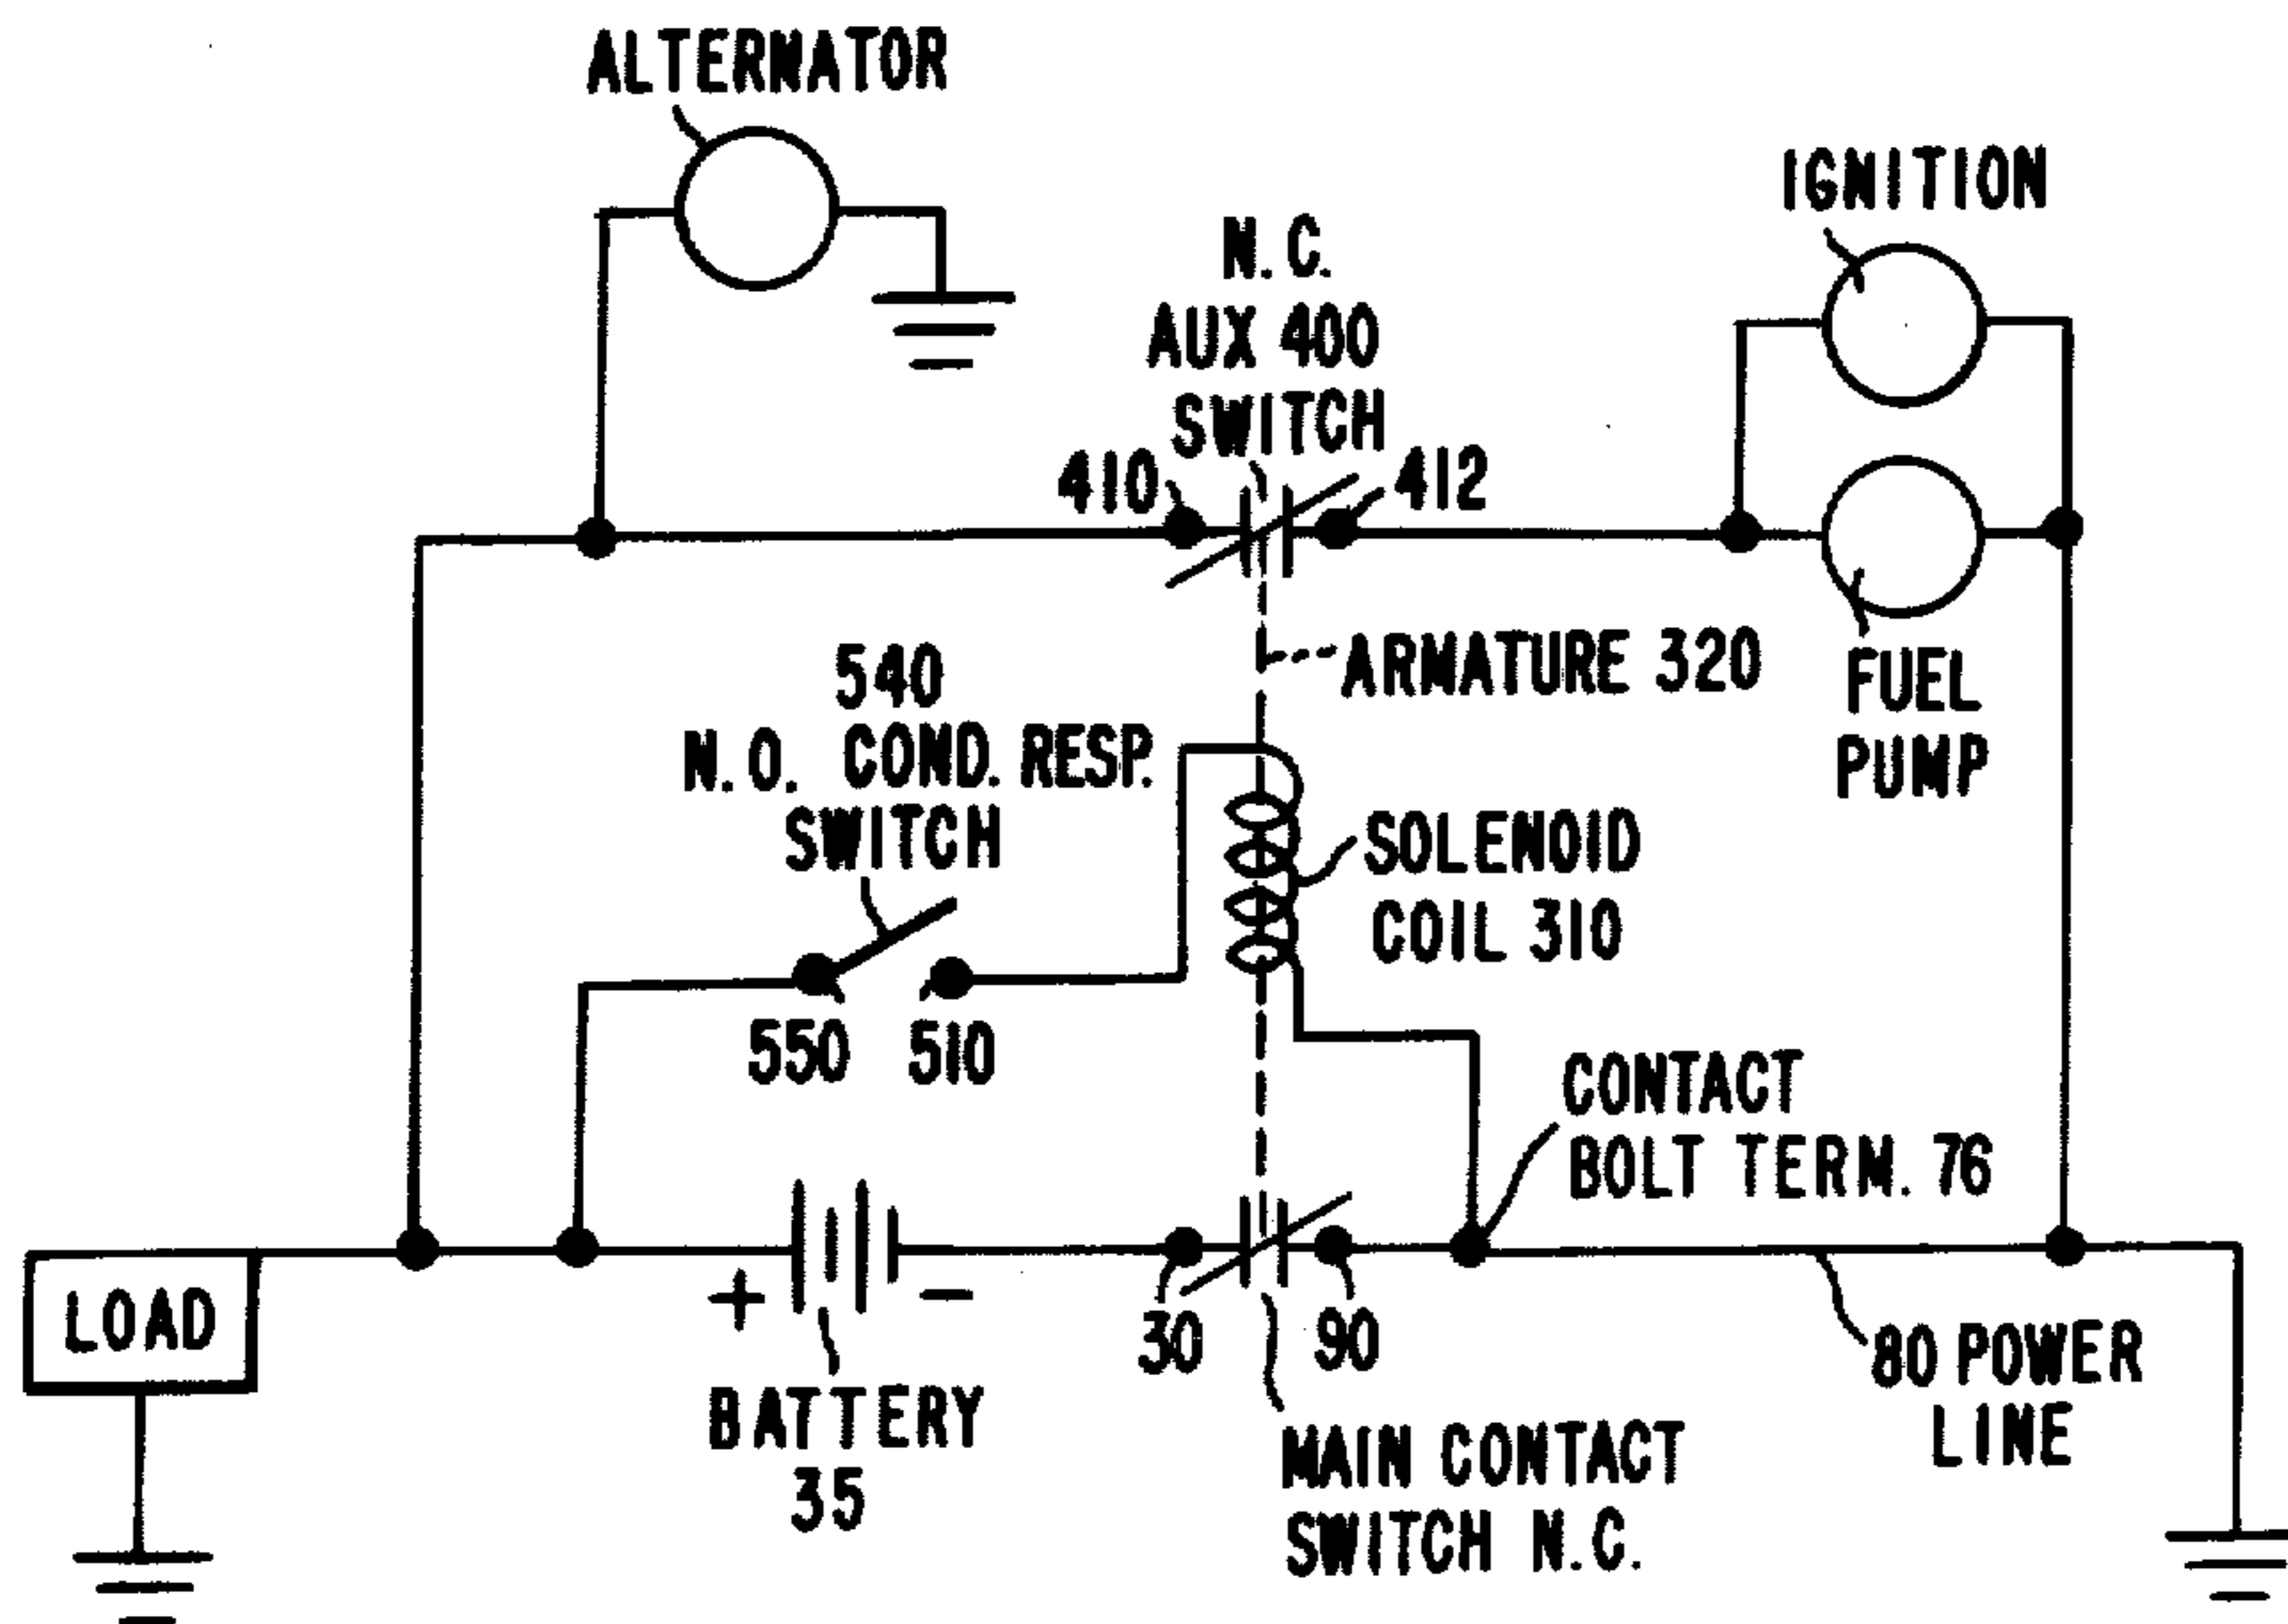 ALTERNATOR
IGNITION
N.C.
AUX 400
SWITCH
410
412
ARMATURE 320
FUEL
PUMP
540
N.O. COND. RESP.
SWITCH
SOLENOID
COIL 310
550
510
CONTACT
BOLT TERM. 76
LOAD
+
−
30
90
80 POWER
LINE
BATTERY
35
MAIN CONTACT
SWITCH N.C.